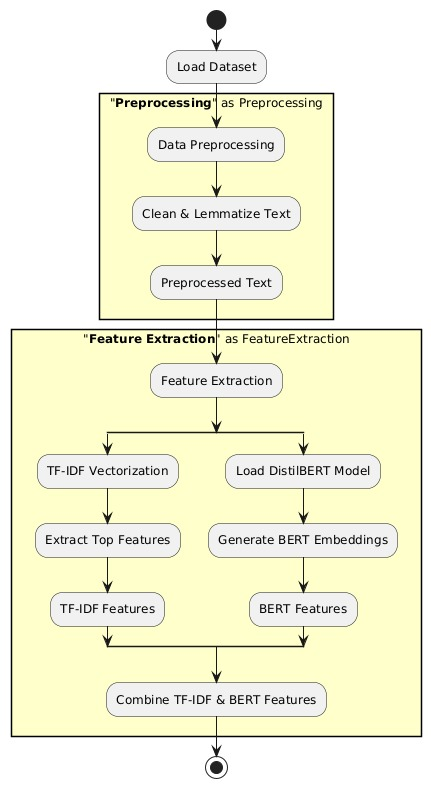 Load Dataset
"Preprocessing" as Preprocessing
Data Preprocessing
Clean & Lemmatize Text
Preprocessed Text
"Feature Extraction" as FeatureExtraction
Feature Extraction
TF-IDF Vectorization
Load DistilBERT Model
Extract Top Features
Generate BERT Embeddings
TF-IDF Features
BERT Features
Combine TF-IDF & BERT Features